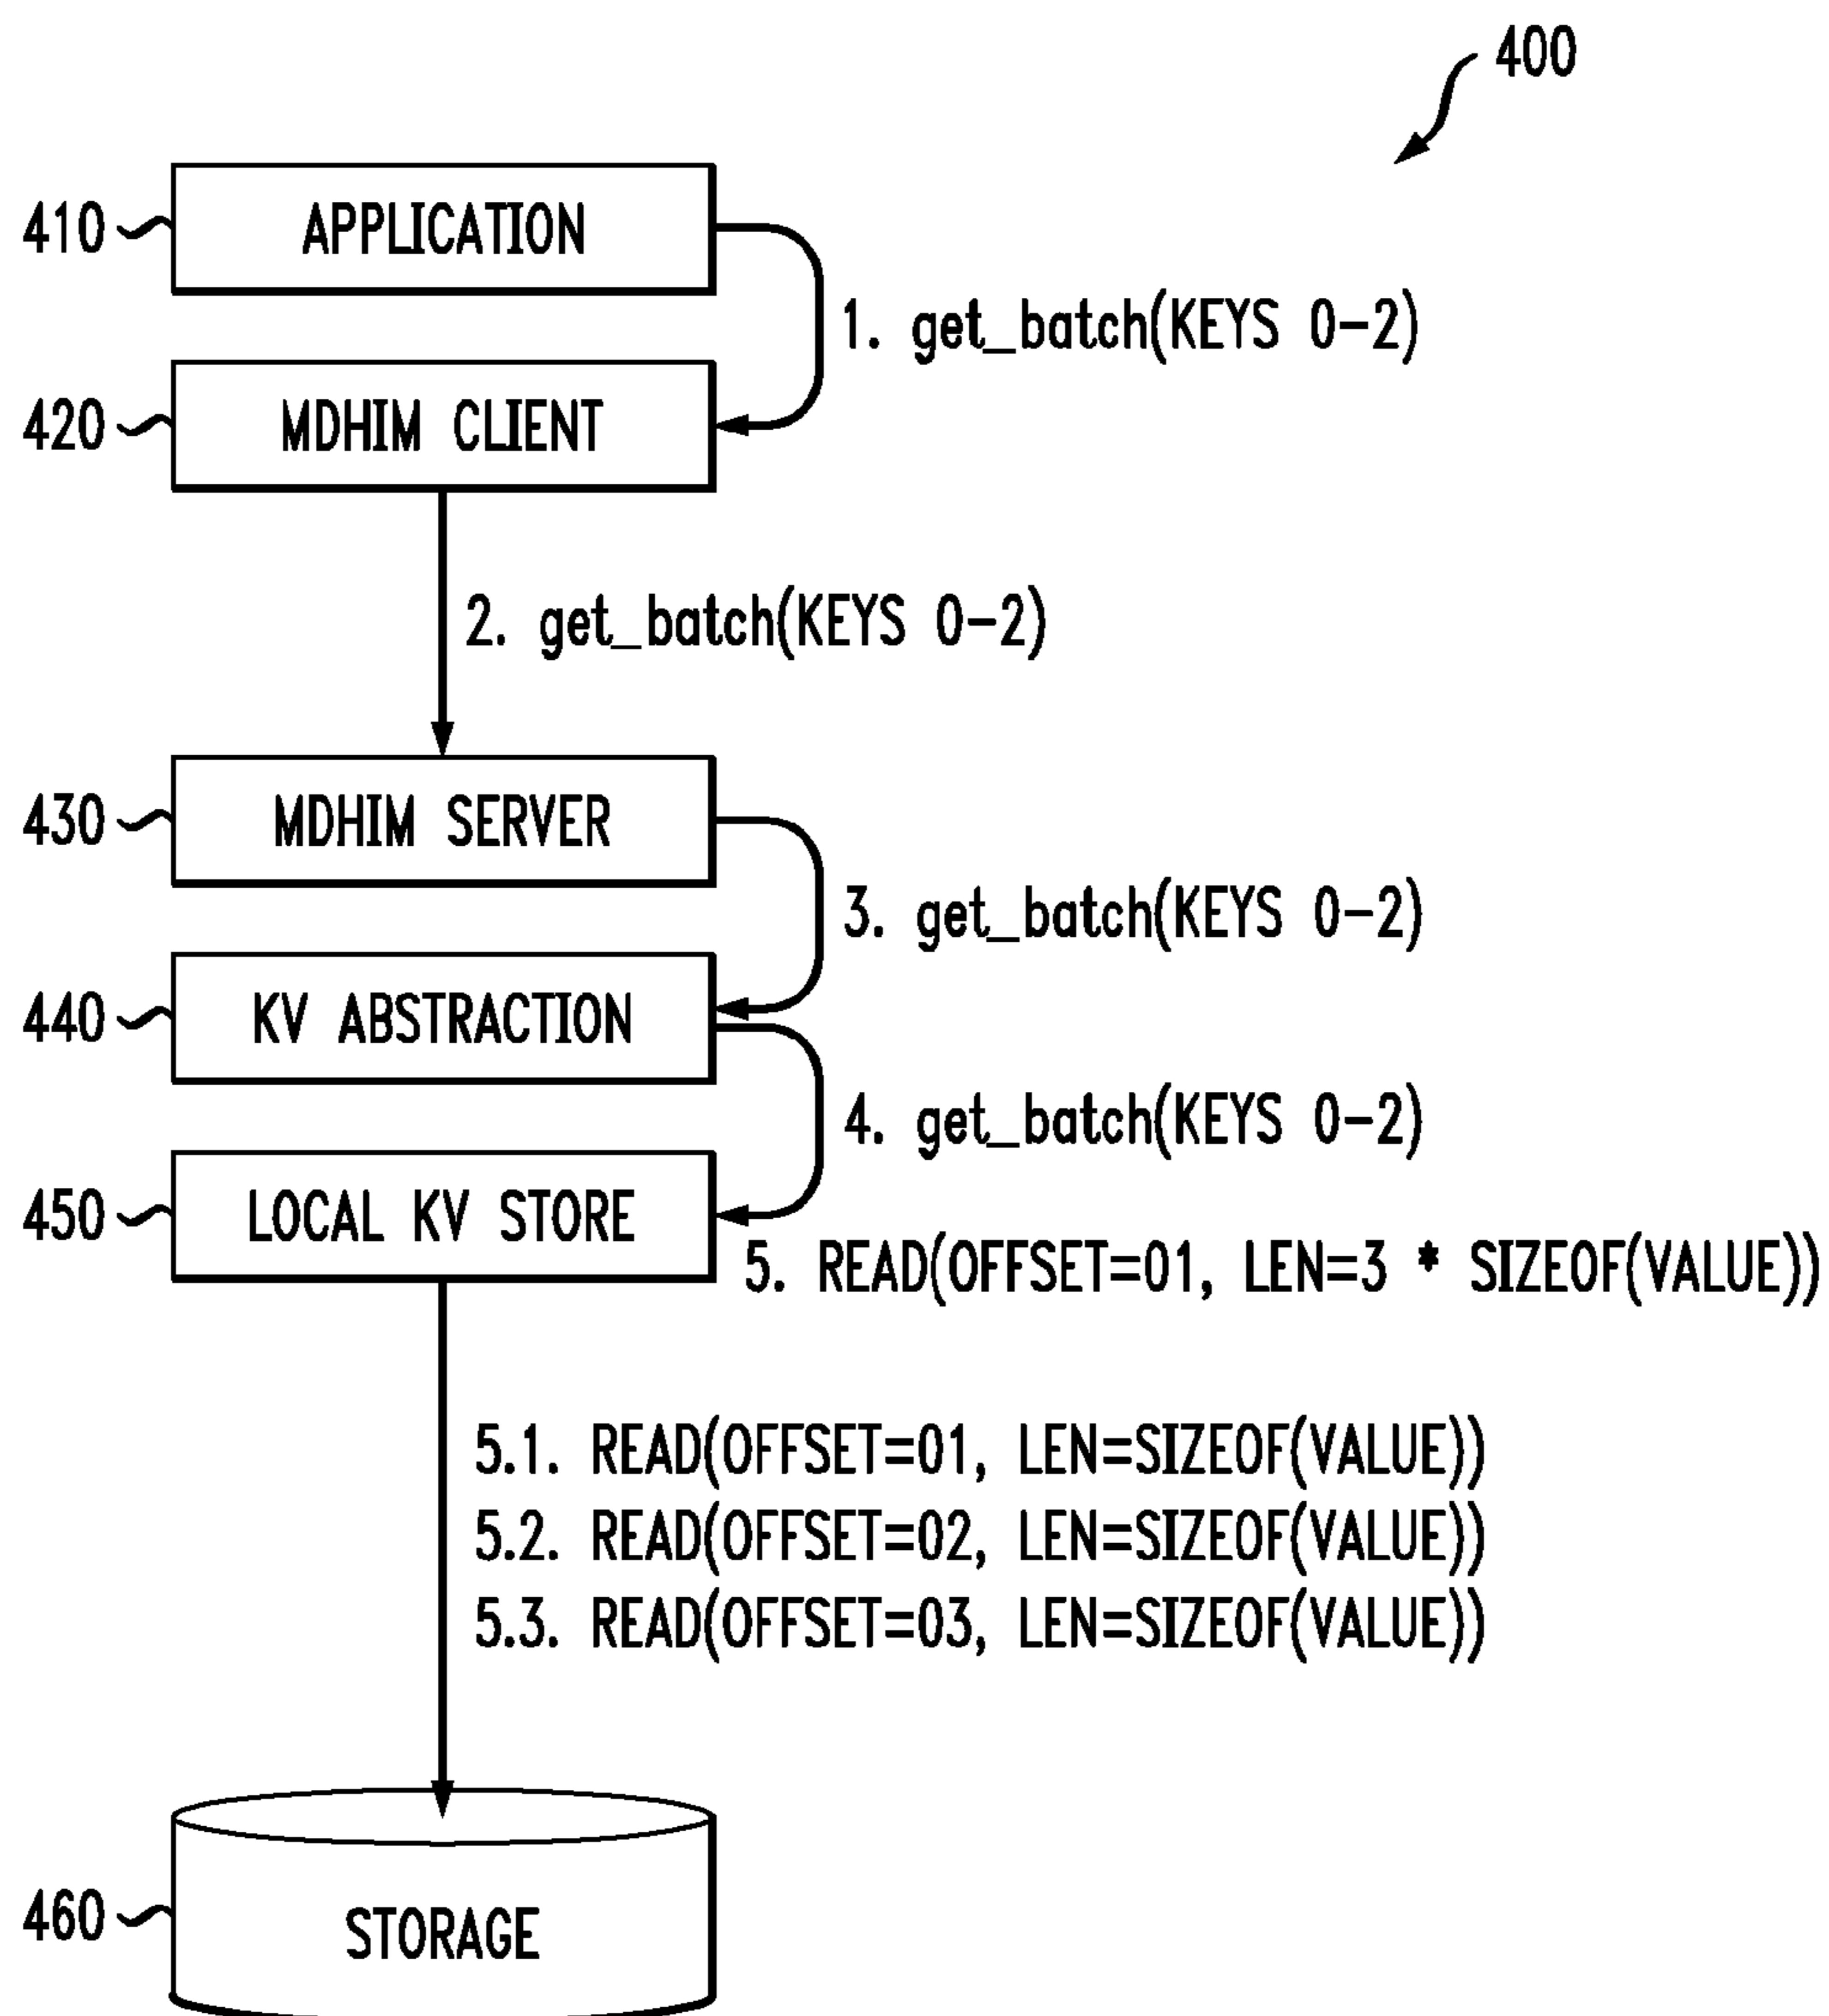 400
410 APPLICATION
1. get_batch(KEYS 0-2)
420 MDHIM CLIENT
2. get_batch(KEYS 0-2)
430 MDHIM SERVER
3. get_batch(KEYS 0-2)
440 KV ABSTRACTION
4. get_batch(KEYS 0-2)
450 LOCAL KV STORE
5. READ(OFFSET=01, LEN=3 * SIZEOF(VALUE))
5.1. READ(OFFSET=01, LEN=SIZEOF(VALUE))
5.2. READ(OFFSET=02, LEN=SIZEOF(VALUE))
5.3. READ(OFFSET=03, LEN=SIZEOF(VALUE))
460 STORAGE